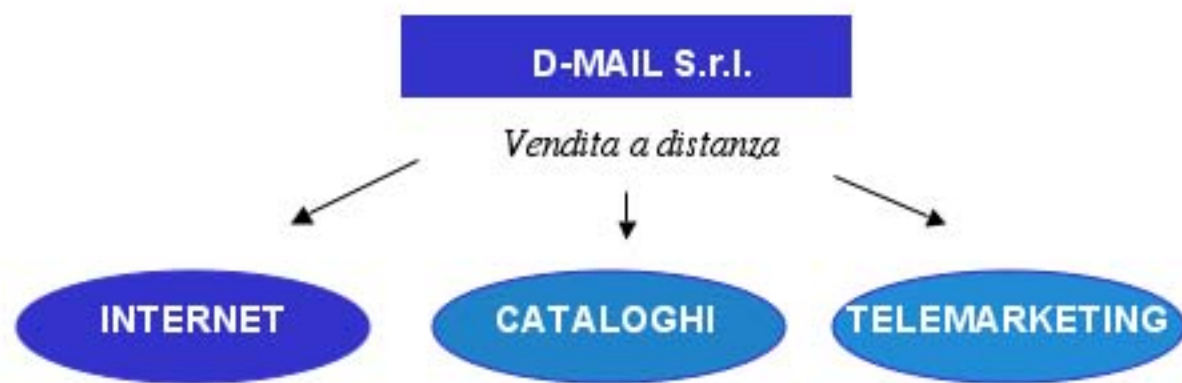 D-MAIL S.r.l.
Vendita a distanza
INTERNET
CATALOGHI
TELEMARKETING